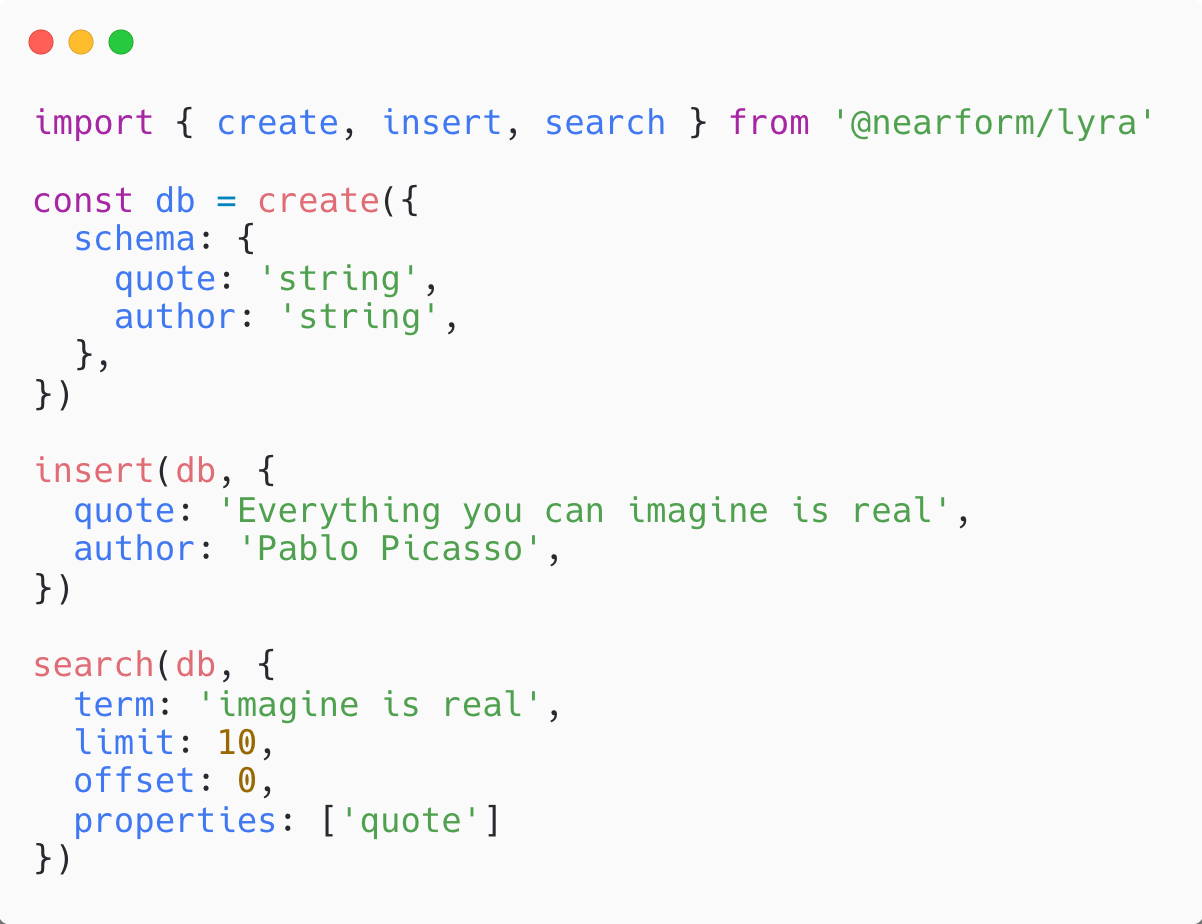 import { create, insert, search } from '@nearform/lyra'

const db = create({
  schema: {
    quote: 'string',
    author: 'string',
  },
})

insert(db, {
  quote: 'Everything you can imagine is real',
  author: 'Pablo Picasso',
})

search(db, {
  term: 'imagine is real',
  limit: 10,
  offset: 0,
  properties: ['quote']
})